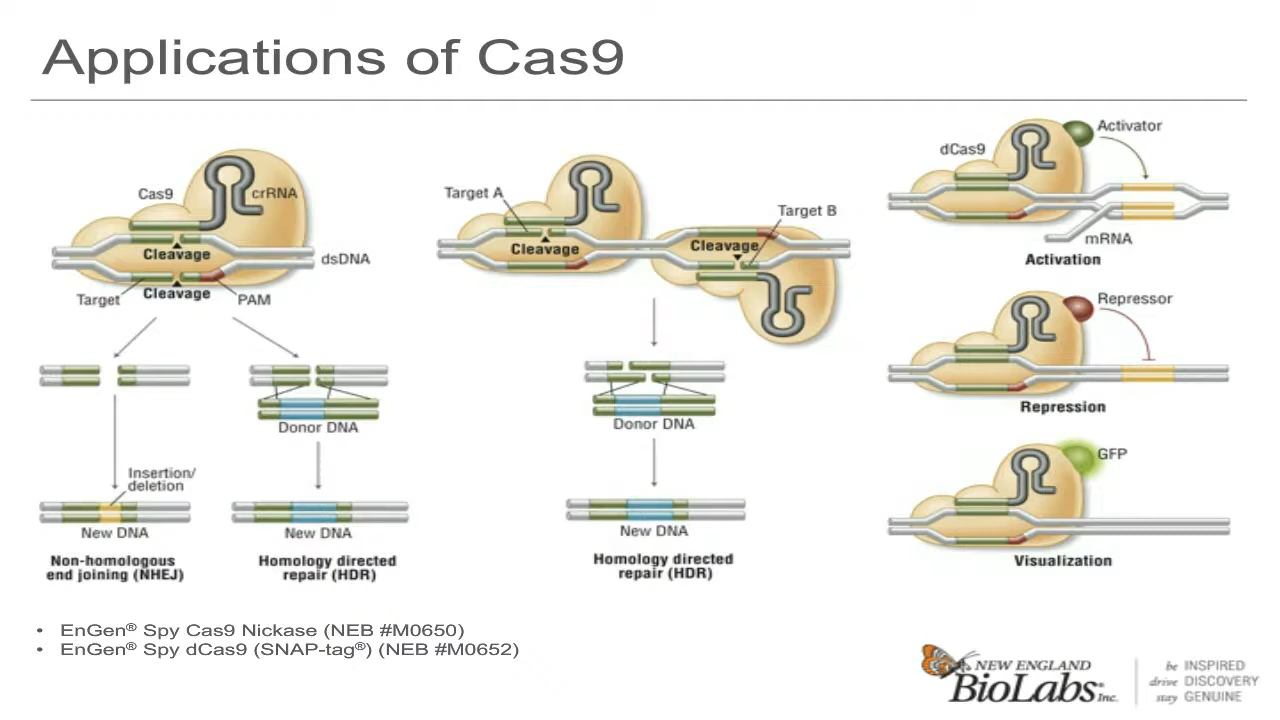 Applications of Cas9
Cas9
crRNA
Cleavage
dsDNA
Target
Cleavage
PAM
Insertion/
deletion
New DNA
Non-homologous
end joining (NHEJ)
Donor DNA
New DNA
Homology directed
repair (HDR)
Target A
Cleavage
Target B
Cleavage
Donor DNA
New DNA
Homology directed
repair (HDR)
dCas9
Activator
mRNA
Activation
Repressor
Repression
GFP
Visualization
• EnGen® Spy Cas9 Nickase (NEB #M0650)
• EnGen® Spy dCas9 (SNAP-tag®) (NEB #M0652)
NEW ENGLAND
BioLabs® Inc.
be INSPIRED
drive DISCOVERY
stay GENUINE